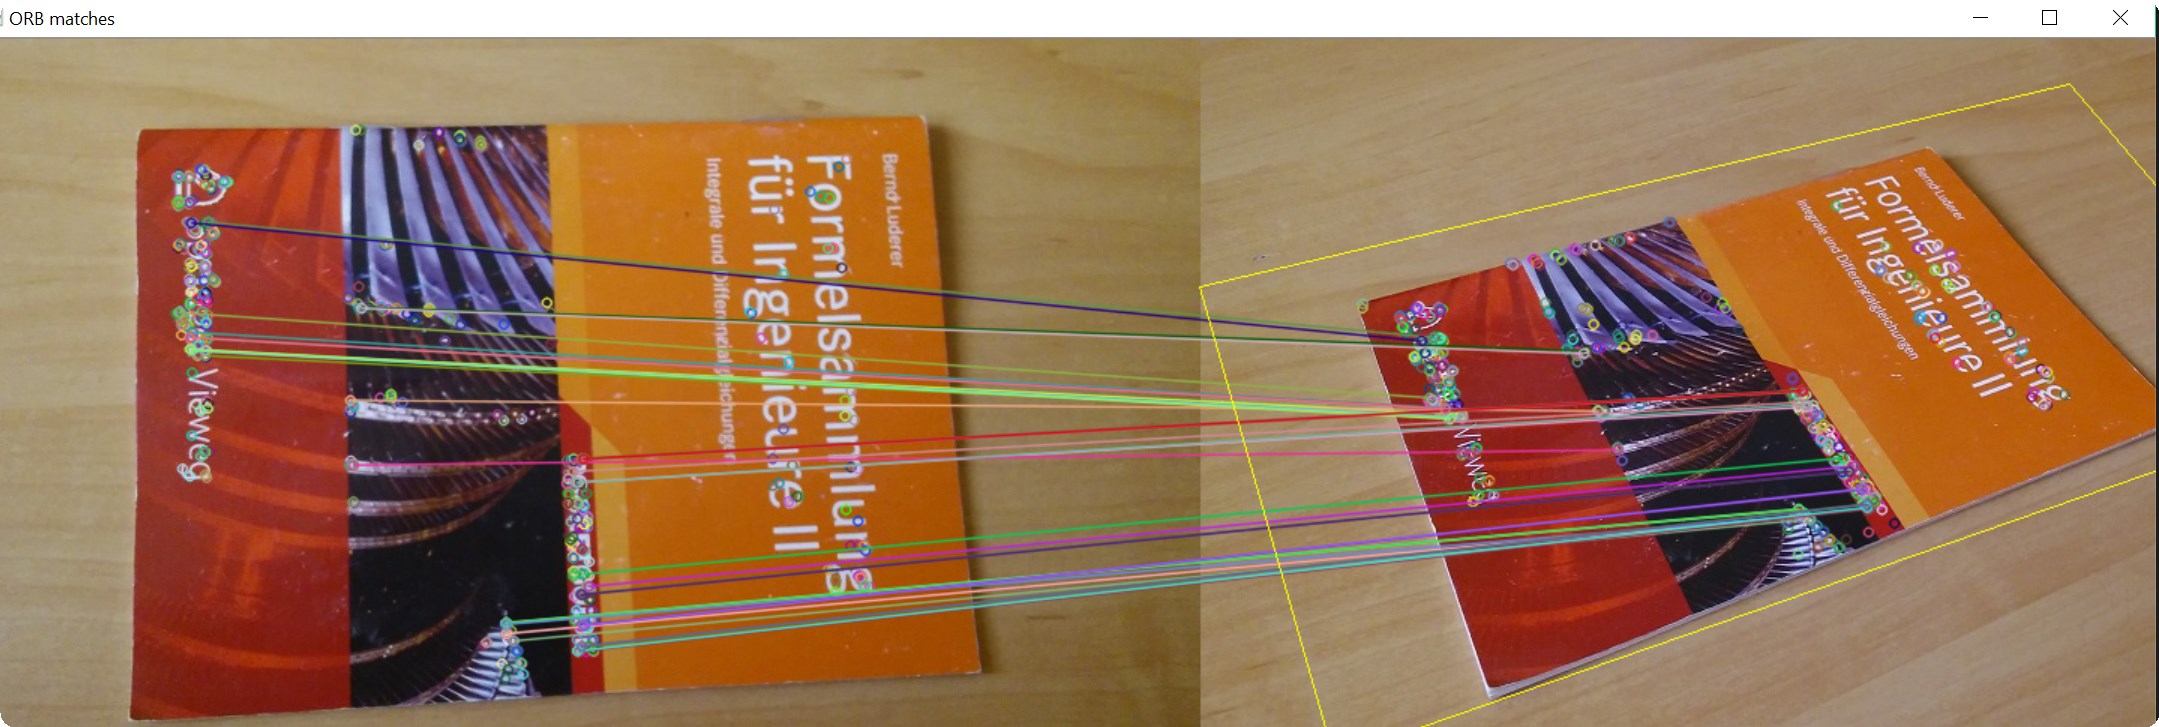 ORB matches
Bernd Luderer
Formelsammlung
für Ingenieure II
Integrale und Differenzialgleichungen
Vieweg
Bernd Luderer
Formelsammlung
für Ingenieure II
Integrale und Differenzialgleichungen
Vieweg